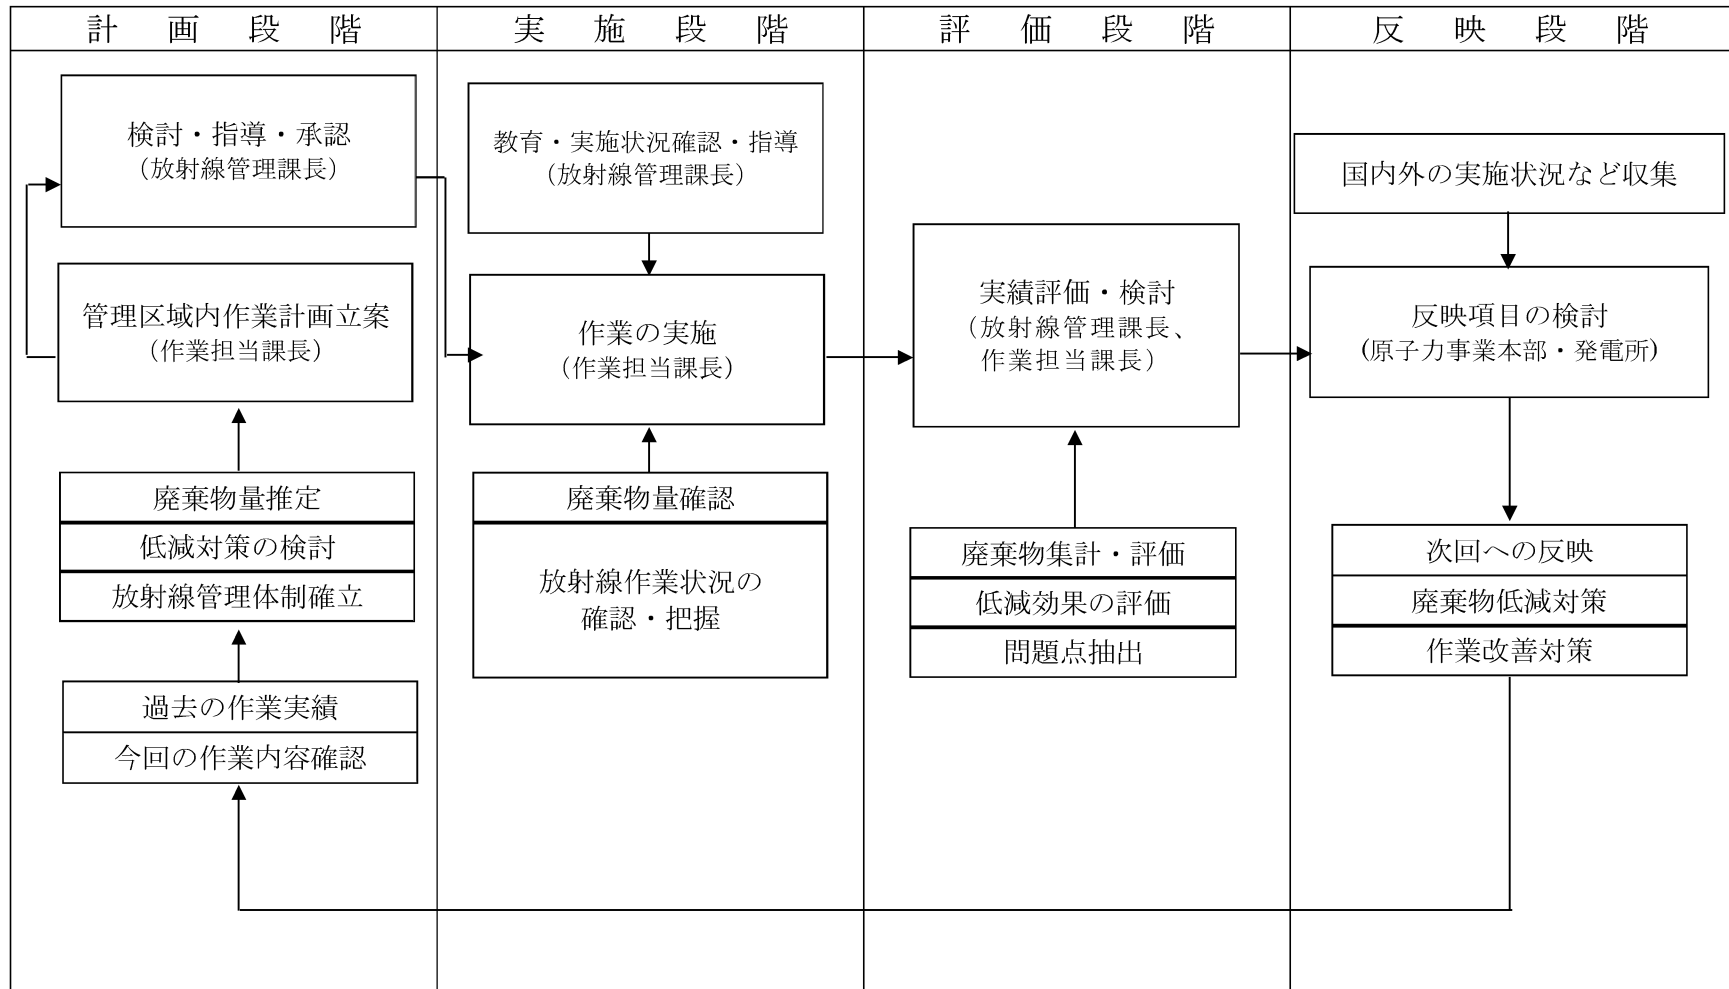 計画段階
実施段階
評価段階
反映段階
検討・指導・承認
（放射線管理課長）
管理区域内作業計画立案
（作業担当課長）
廃棄物量推定
低減対策の検討
放射線管理体制確立
過去の作業実績
今回の作業内容確認
教育・実施状況確認・指導
（放射線管理課長）
作業の実施
（作業担当課長）
廃棄物量確認
放射線作業状況の
確認・把握
実績評価・検討
（放射線管理課長、
作業担当課長）
廃棄物集計・評価
低減効果の評価
問題点抽出
国内外の実施状況など収集
反映項目の検討
(原子力事業本部・発電所)
次回への反映
廃棄物低減対策
作業改善対策